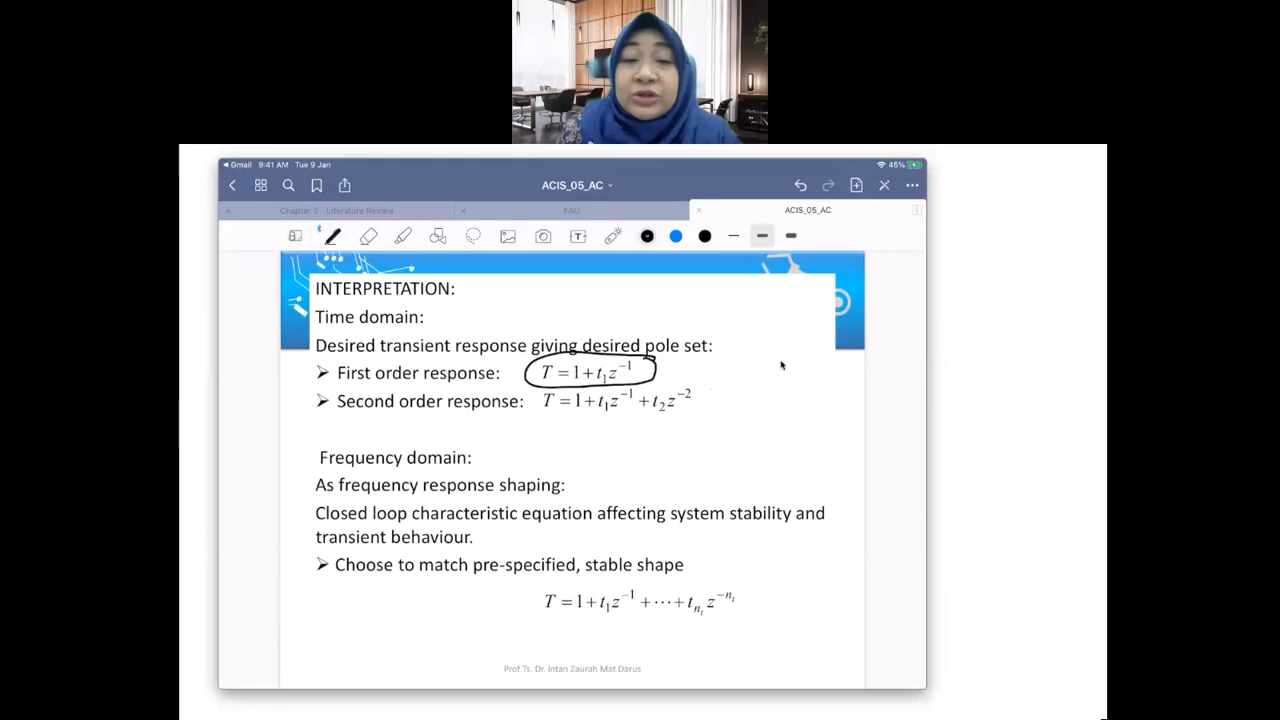 Gmail 9:41 AM Tue 9 Jan 45%
ACIS_05_AC
Chapter 2 - Literature Review FAQ ACIS_05_AC
INTERPRETATION:
Time domain:
Desired transient response giving desired pole set:
➢ First order response: T = 1 + t₁z⁻¹
➢ Second order response: T = 1 + t₁z⁻¹ + t₂z⁻²
Frequency domain:
As frequency response shaping:
Closed loop characteristic equation affecting system stability and
transient behaviour.
➢ Choose to match pre-specified, stable shape
T = 1 + t₁z⁻¹ + ⋯ + t_{n_t} z^{-n_t}
Prof Ts. Dr. Intan Zaurah Mat Darus